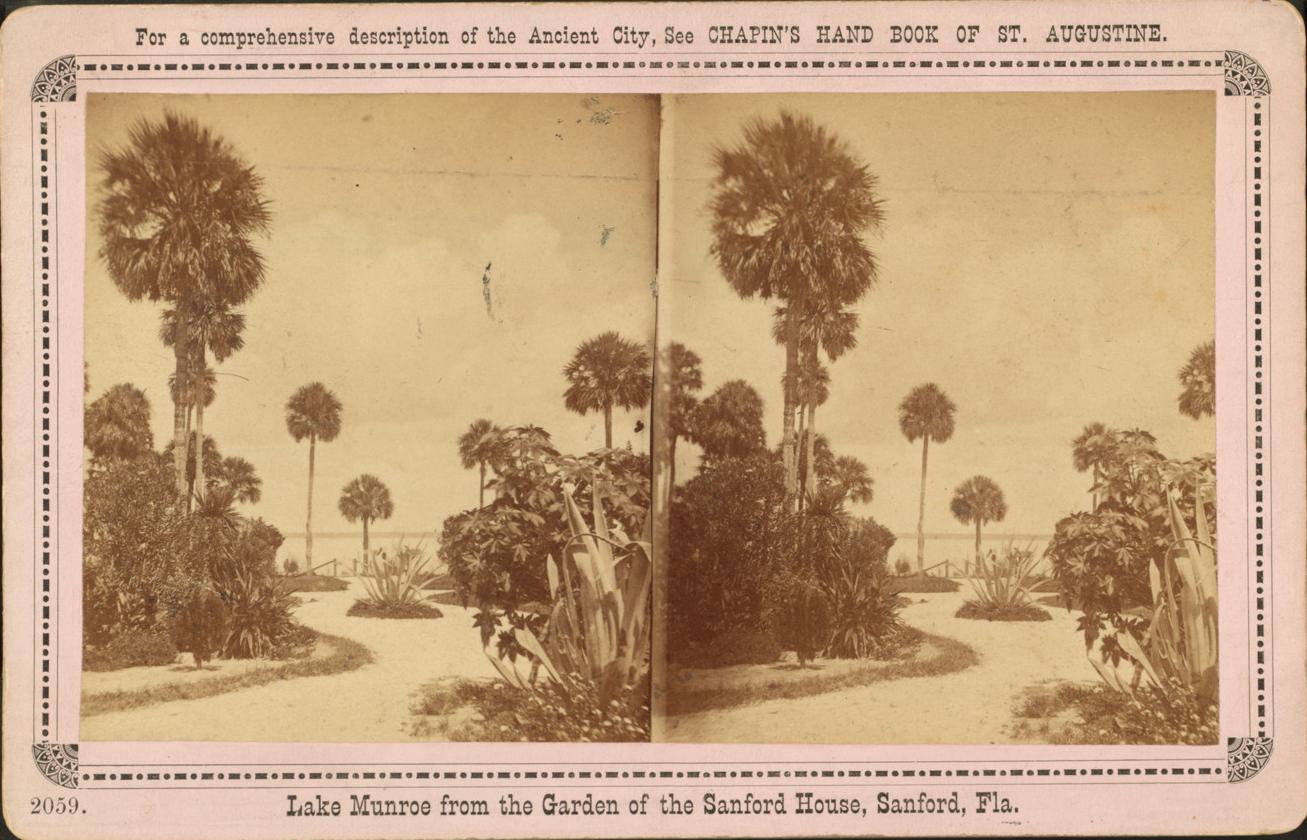 For a comprehensive description of the Ancient City, See CHAPIN'S HAND BOOK OF ST. AUGUSTINE.
2059.
Lake Munroe from the Garden of the Sanford House, Sanford, Fla.